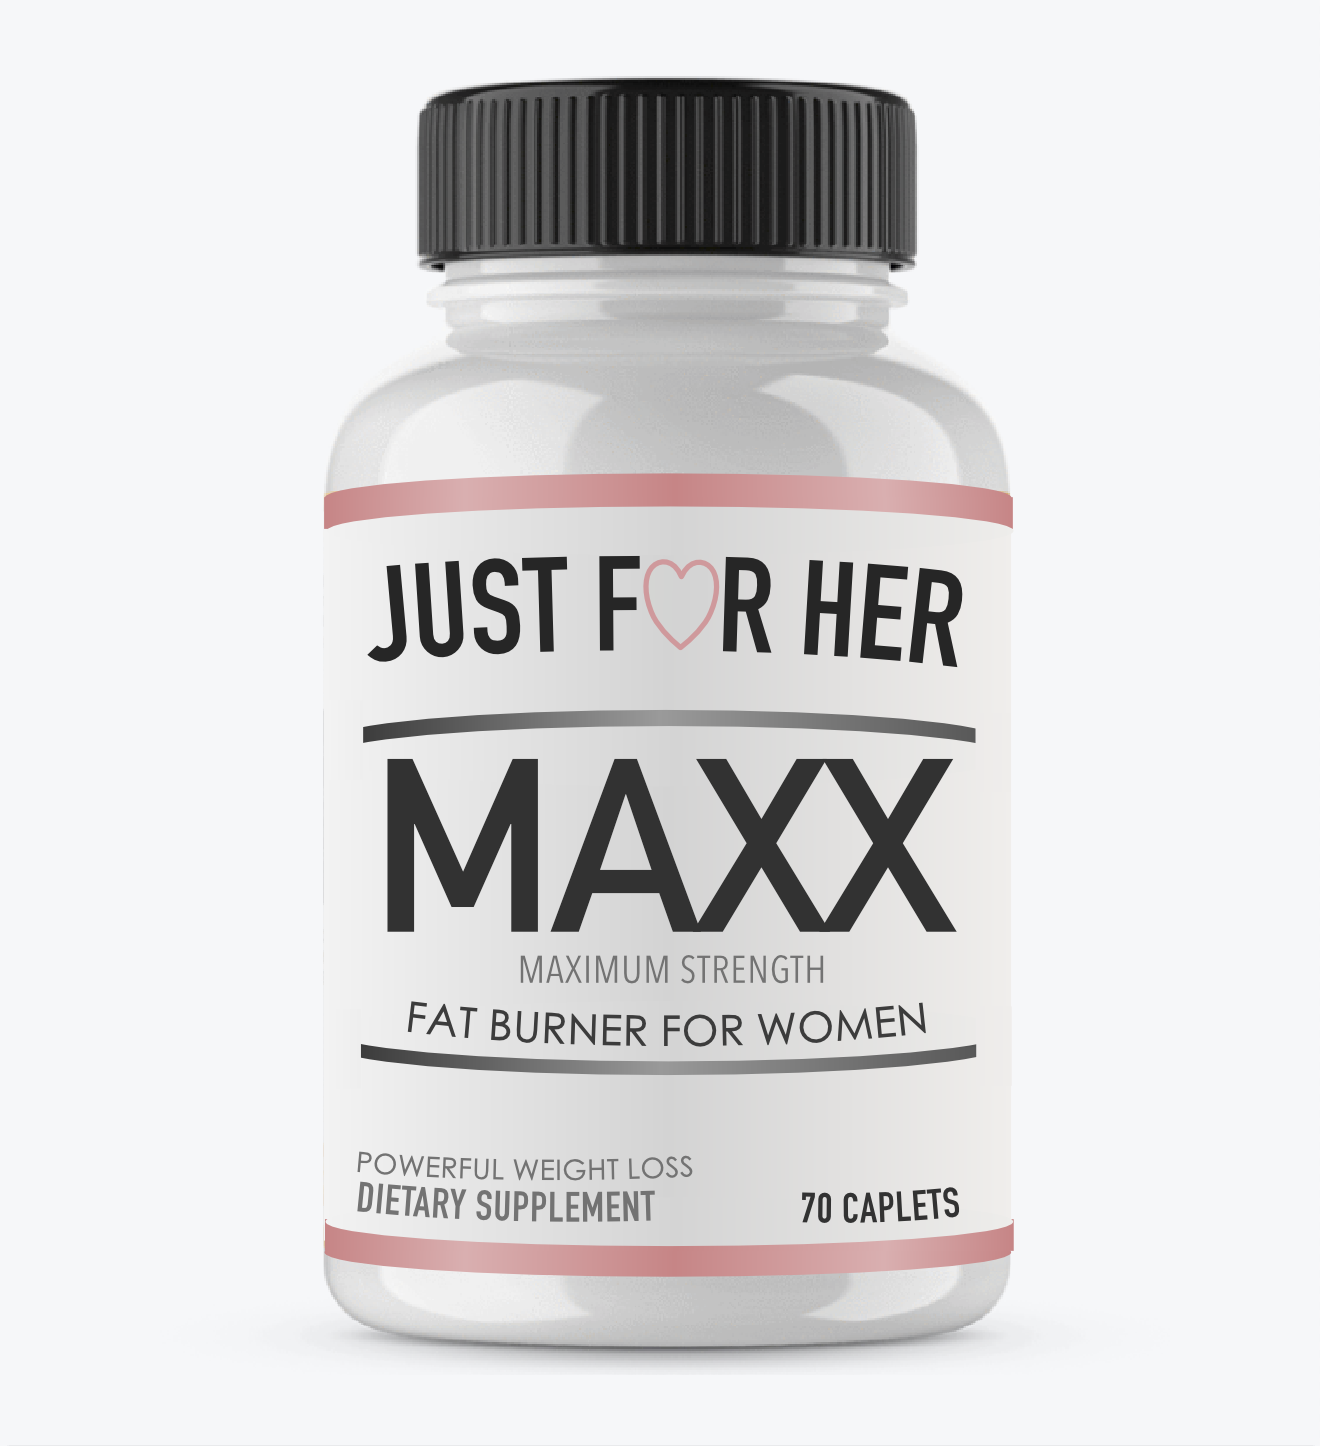 JUST FOR HER
MAXX
MAXIMUM STRENGTH
FAT BURNER FOR WOMEN
POWERFUL WEIGHT LOSS
DIETARY SUPPLEMENT
70 CAPLETS